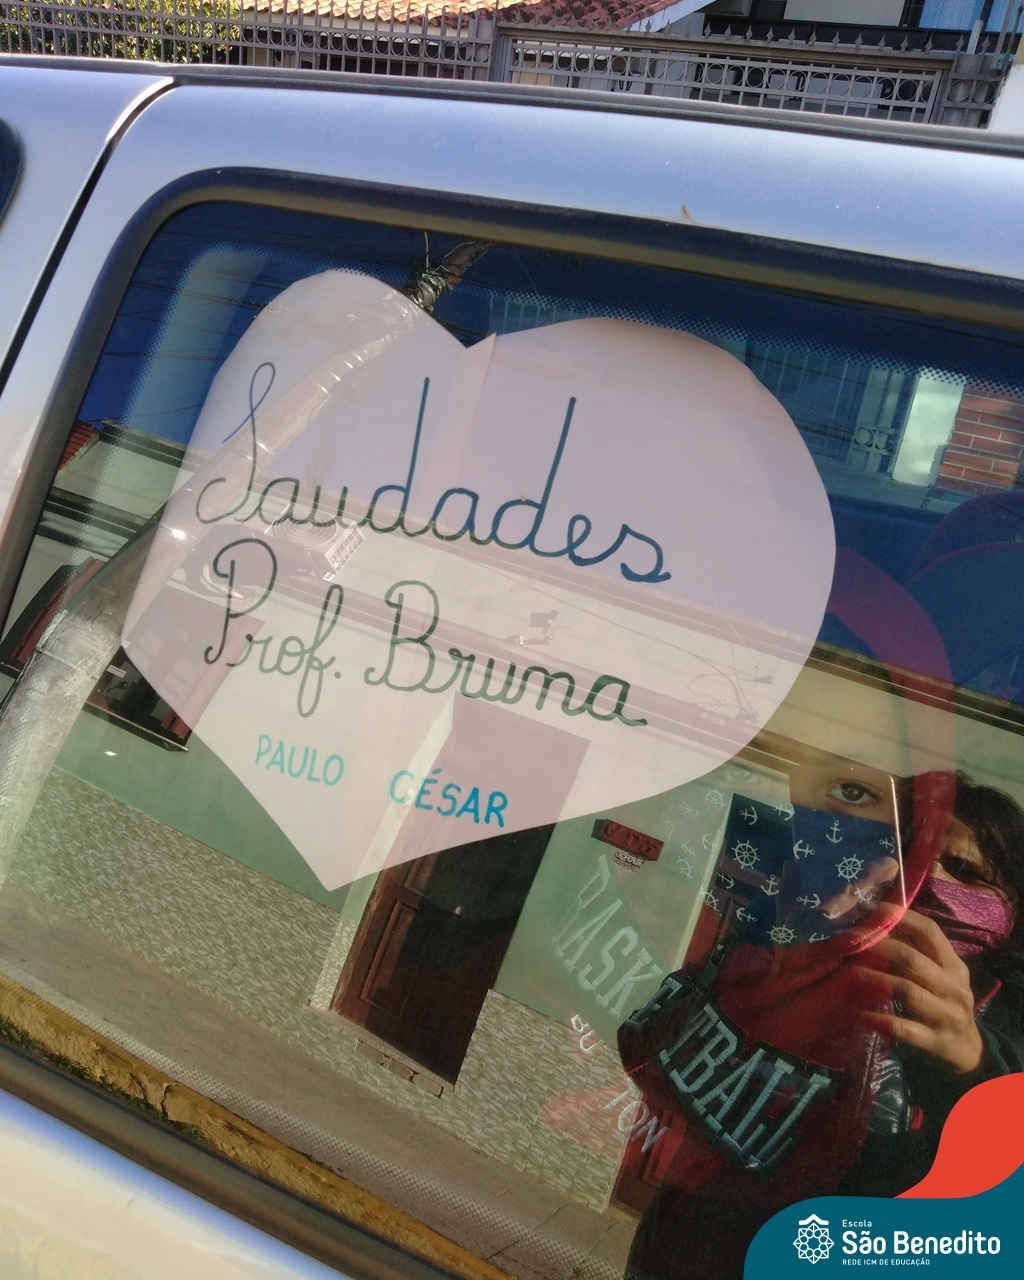 Saudades
Prof. Bruna
PAULO CÉSAR
BASKETBALL
Escola
São Benedito
REDE ICM DE EDUCAÇÃO